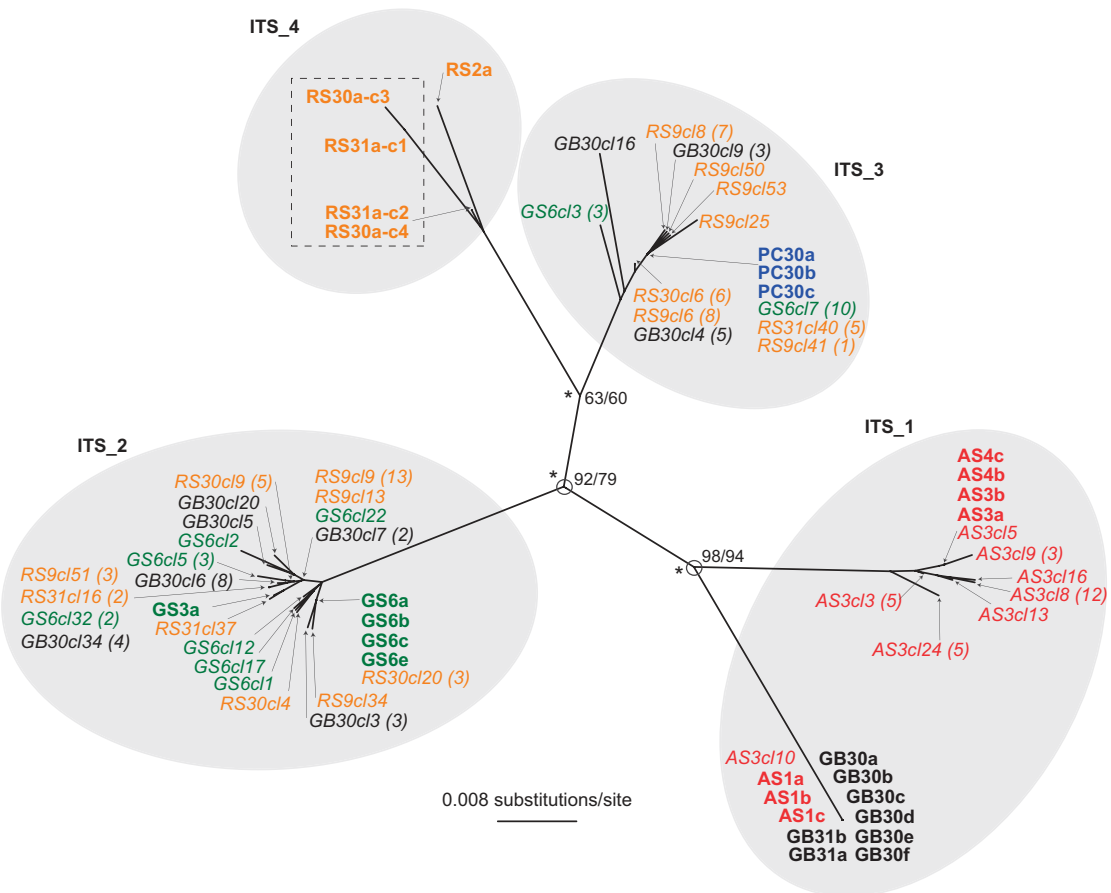 ITS_4
RS2a
RS30a-c3
RS31a-c1
RS31a-c2
RS30a-c4
ITS_3
GB30cl16
RS9cl8 (7)
GB30cl9 (3)
RS9cl50
RS9cl53
GS6cl3 (3)
RS9cl25
PC30a
PC30b
PC30c
GS6cl7 (10)
RS31cl40 (5)
RS9cl41 (1)
RS30cl6 (6)
RS9cl6 (8)
GB30cl4 (5)
* 63/60
* 92/79
98/94
*
ITS_2
RS30cl9 (5)
GB30cl20
GB30cl5
GS6cl2
GS6cl5 (3)
GB30cl6 (8)
RS9cl51 (3)
RS31cl16 (2)
GS6cl32 (2)
GB30cl34 (4)
GS3a
RS31cl37
GS6cl12
GS6cl17
GS6cl1
RS30cl4
RS9cl9 (13)
RS9cl13
GS6cl22
GB30cl7 (2)
GS6a
GS6b
GS6c
GS6e
RS30cl20 (3)
RS9cl34
GB30cl3 (3)
ITS_1
AS4c
AS4b
AS3b
AS3a
AS3cl5
AS3cl9 (3)
AS3cl16
AS3cl8 (12)
AS3cl13
AS3cl3 (5)
AS3cl24 (5)
AS3cl10
AS1a
AS1b
AS1c
GB30a
GB30b
GB30c
GB30d
GB31b GB30e
GB31a GB30f
0.008 substitutions/site